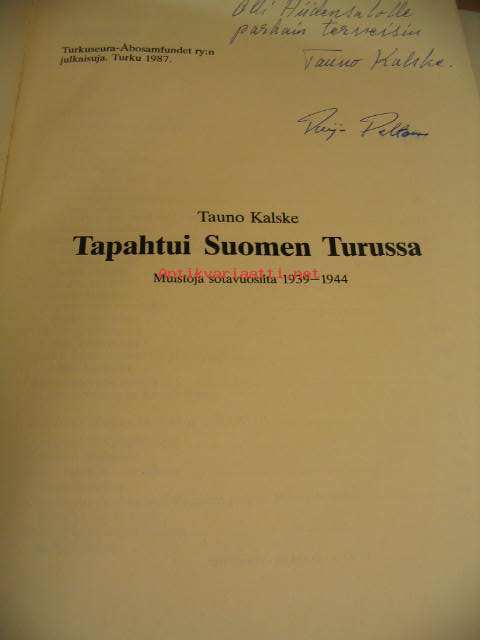 Olli Hiidensalolle
parhain terveisin
Tauno Kalske.
Turkuseura-Åbosamfundet ry:n
julkaisuja. Turku 1987.
Tauno Kalske
Tapahtui Suomen Turussa
Antikvariaatti.net
Muistoja sotavuosilta 1939—1944